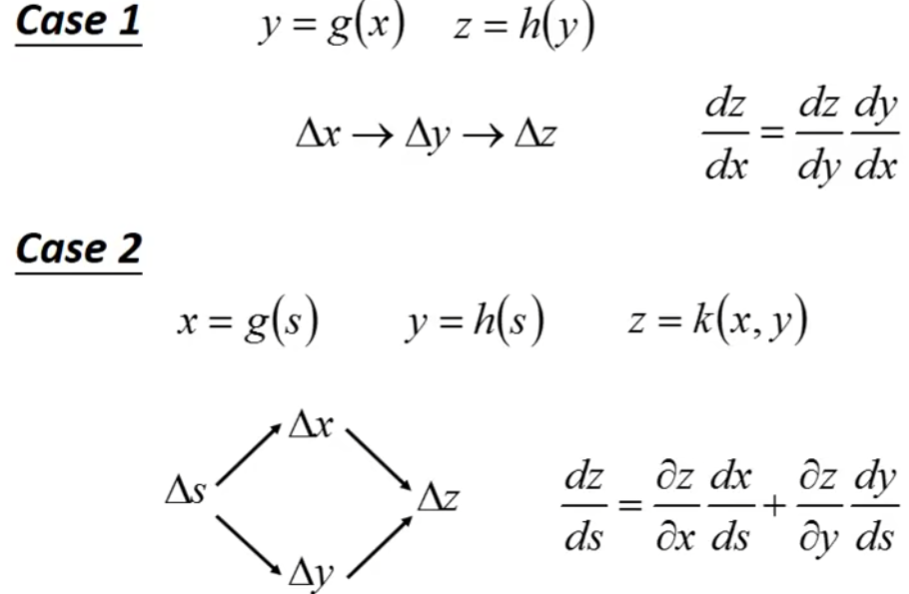 Case 1 y = g(x) z = h(y)
Δx → Δy → Δz dz/dx = dz/dy dy/dx
Case 2
x = g(s) y = h(s) z = k(x, y)
Δx
Δs Δz dz/ds = ∂z/∂x dx/ds + ∂z/∂y dy/ds
Δy